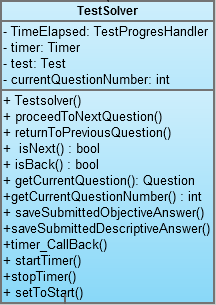 TestSolver
- TimeElapsed: TestProgresHandler
- timer: Timer
- test: Test
- currentQuestionNumber: int
+ Testsolver()
+ proceedToNextQuestion()
+ returnToPreviousQuestion()
+ isNext() : bool
+ isBack() : bool
+ getCurrentQuestion(): Question
+getCurrentQuestionNumber() : int
+ saveSubmittedObjectiveAnswer()
+saveSubmittedDescriptiveAnswer()
+timer_CallBack()
+ startTimer()
+stopTimer()
+ setToStart()